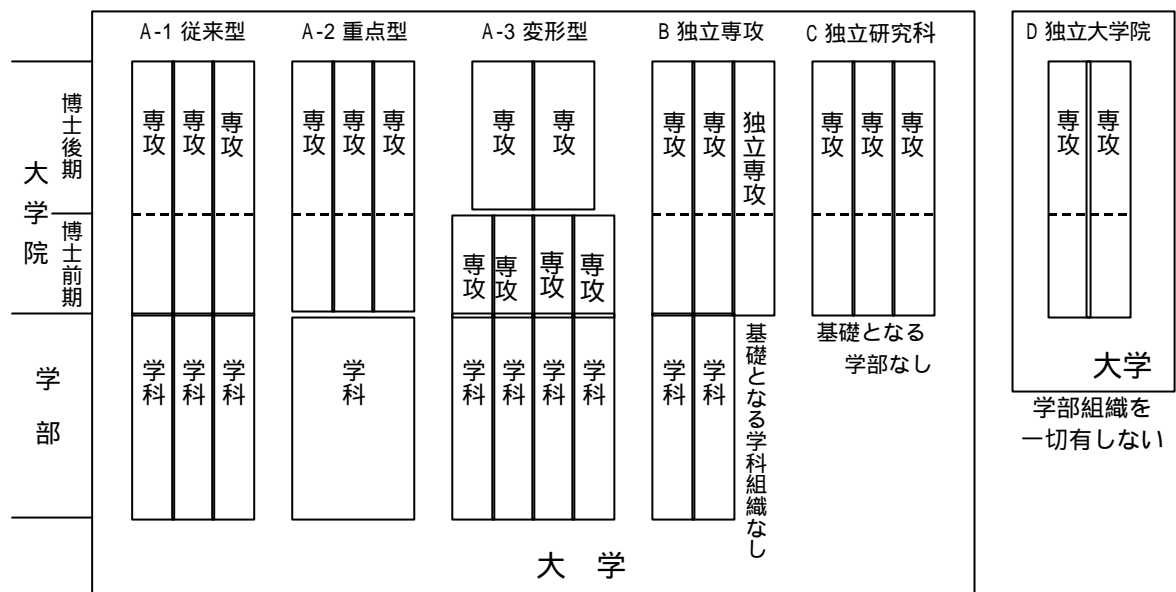 A-1 従来型
A-2 重点型
A-3 変形型
B 独立専攻
C 独立研究科
D 独立大学院
大学院
博士後期
博士前期
学部
専攻
専攻
専攻
学科
学科
学科
専攻
専攻
専攻
学科
専攻
専攻
専攻
専攻
専攻
専攻
学科
学科
学科
学科
専攻
専攻
独立専攻
学科
学科
基礎となる学科組織なし
専攻
専攻
専攻
基礎となる
学部なし
専攻
専攻
大学
学部組織を
一切有しない
大 学